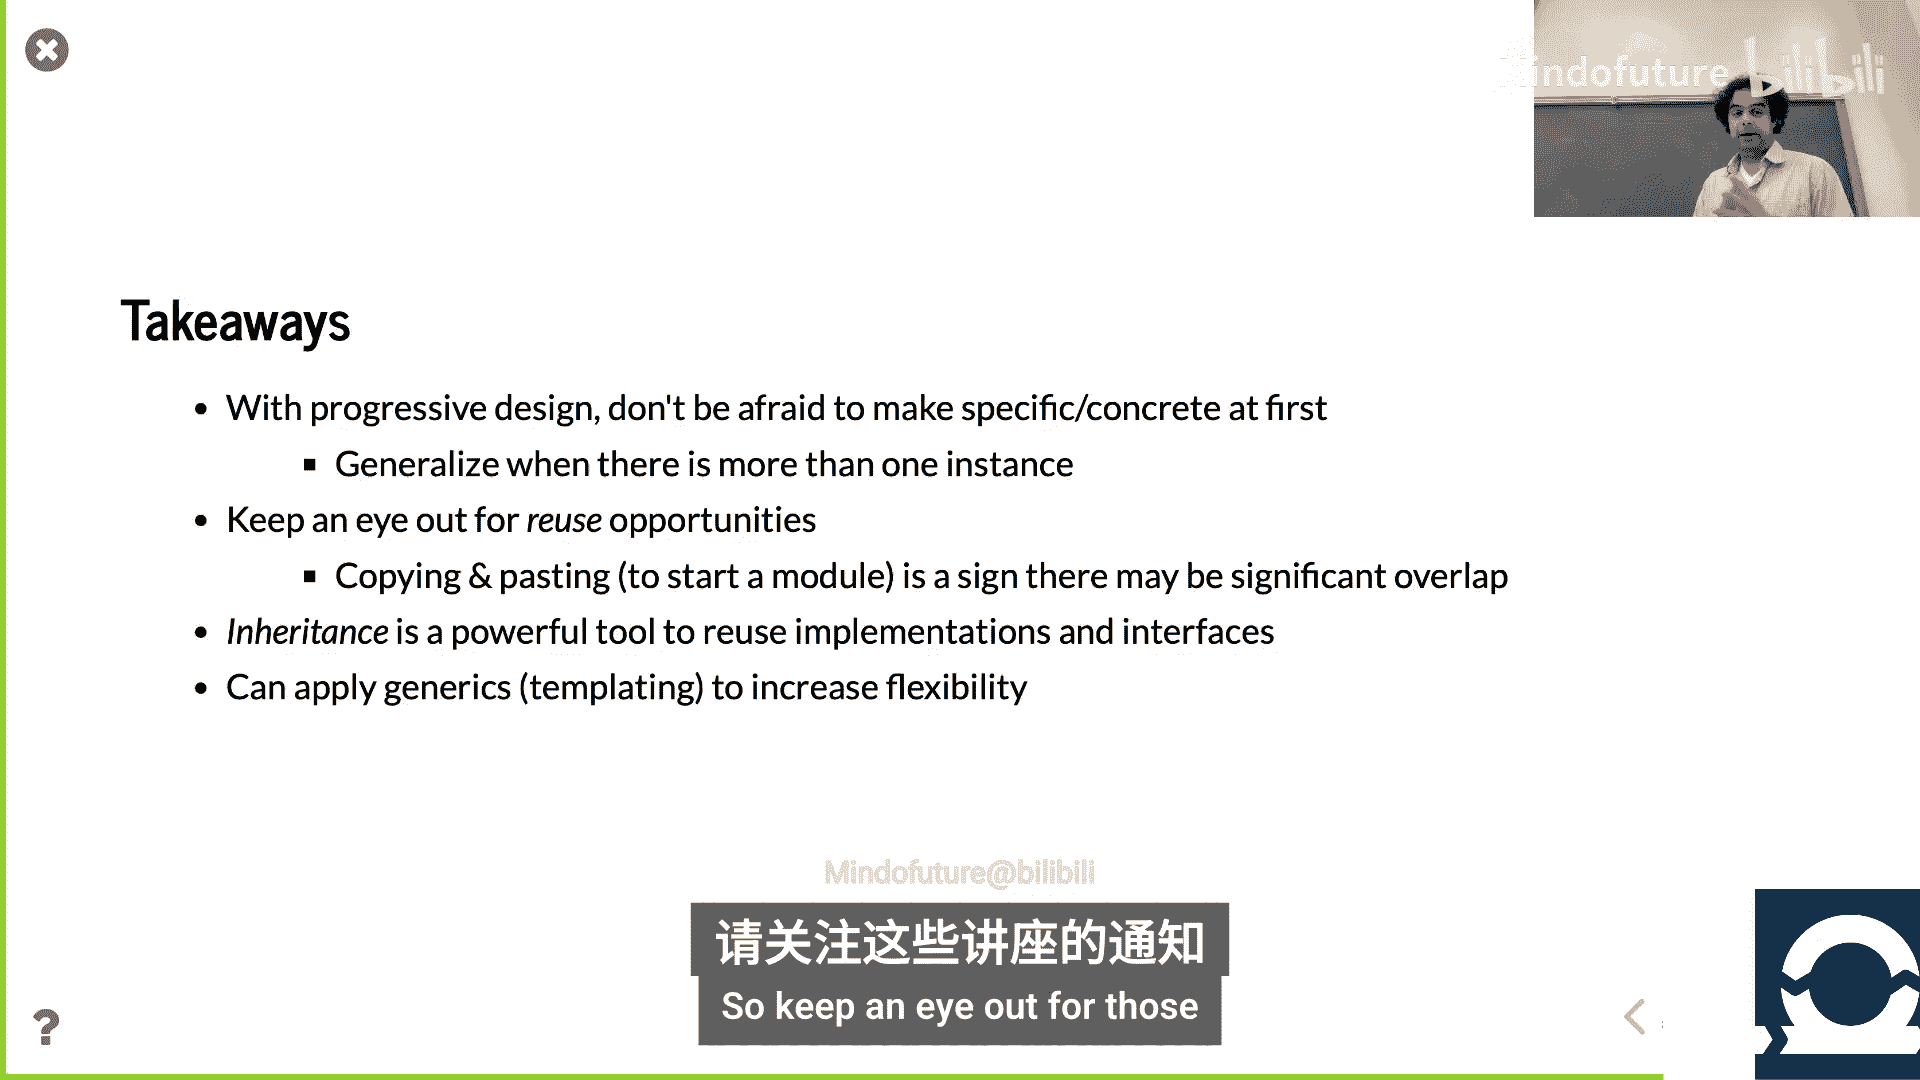 indofuture bilibili
Takeaways
With progressive design, don't be afraid to make specific/concrete at first
Generalize when there is more than one instance
Keep an eye out for reuse opportunities
Copying & pasting (to start a module) is a sign there may be significant overlap
Inheritance is a powerful tool to reuse implementations and interfaces
Can apply generics (templating) to increase flexibility
Mindofuture@bilibili
请关注这些讲座的通知
So keep an eye out for those
?